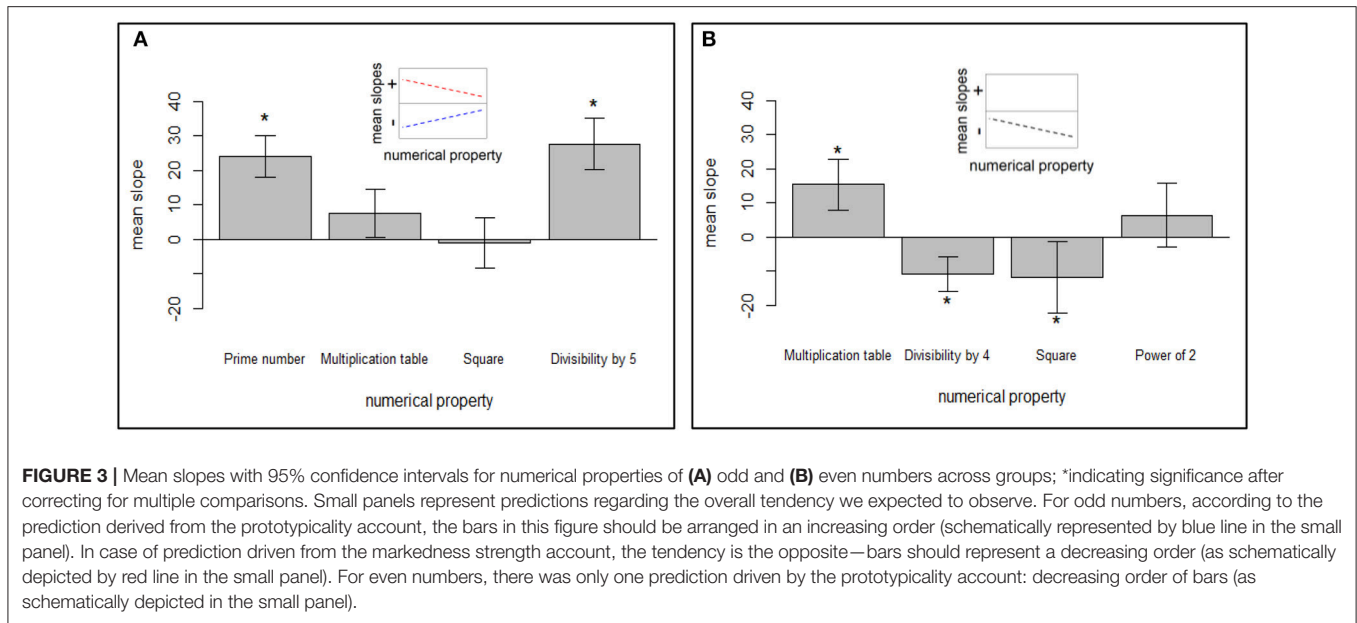 A
mean slopes
- +
numerical property
mean slope
-20 0 10 20 30 40
*
*
Prime number Multiplication table Square Divisibility by 5
numerical property
B
mean slopes
- +
numerical property
mean slope
-20 0 10 20 30 40
*
*
*
Multiplication table Divisibility by 4 Square Power of 2
numerical property
FIGURE 3 | Mean slopes with 95% confidence intervals for numerical properties of (A) odd and (B) even numbers across groups; *indicating significance after
correcting for multiple comparisons. Small panels represent predictions regarding the overall tendency we expected to observe. For odd numbers, according to the
prediction derived from the prototypicality account, the bars in this figure should be arranged in an increasing order (schematically represented by blue line in the small
panel). In case of prediction driven from the markedness strength account, the tendency is the opposite—bars should represent a decreasing order (as schematically
depicted by red line in the small panel). For even numbers, there was only one prediction driven by the prototypicality account: decreasing order of bars (as
schematically depicted in the small panel).